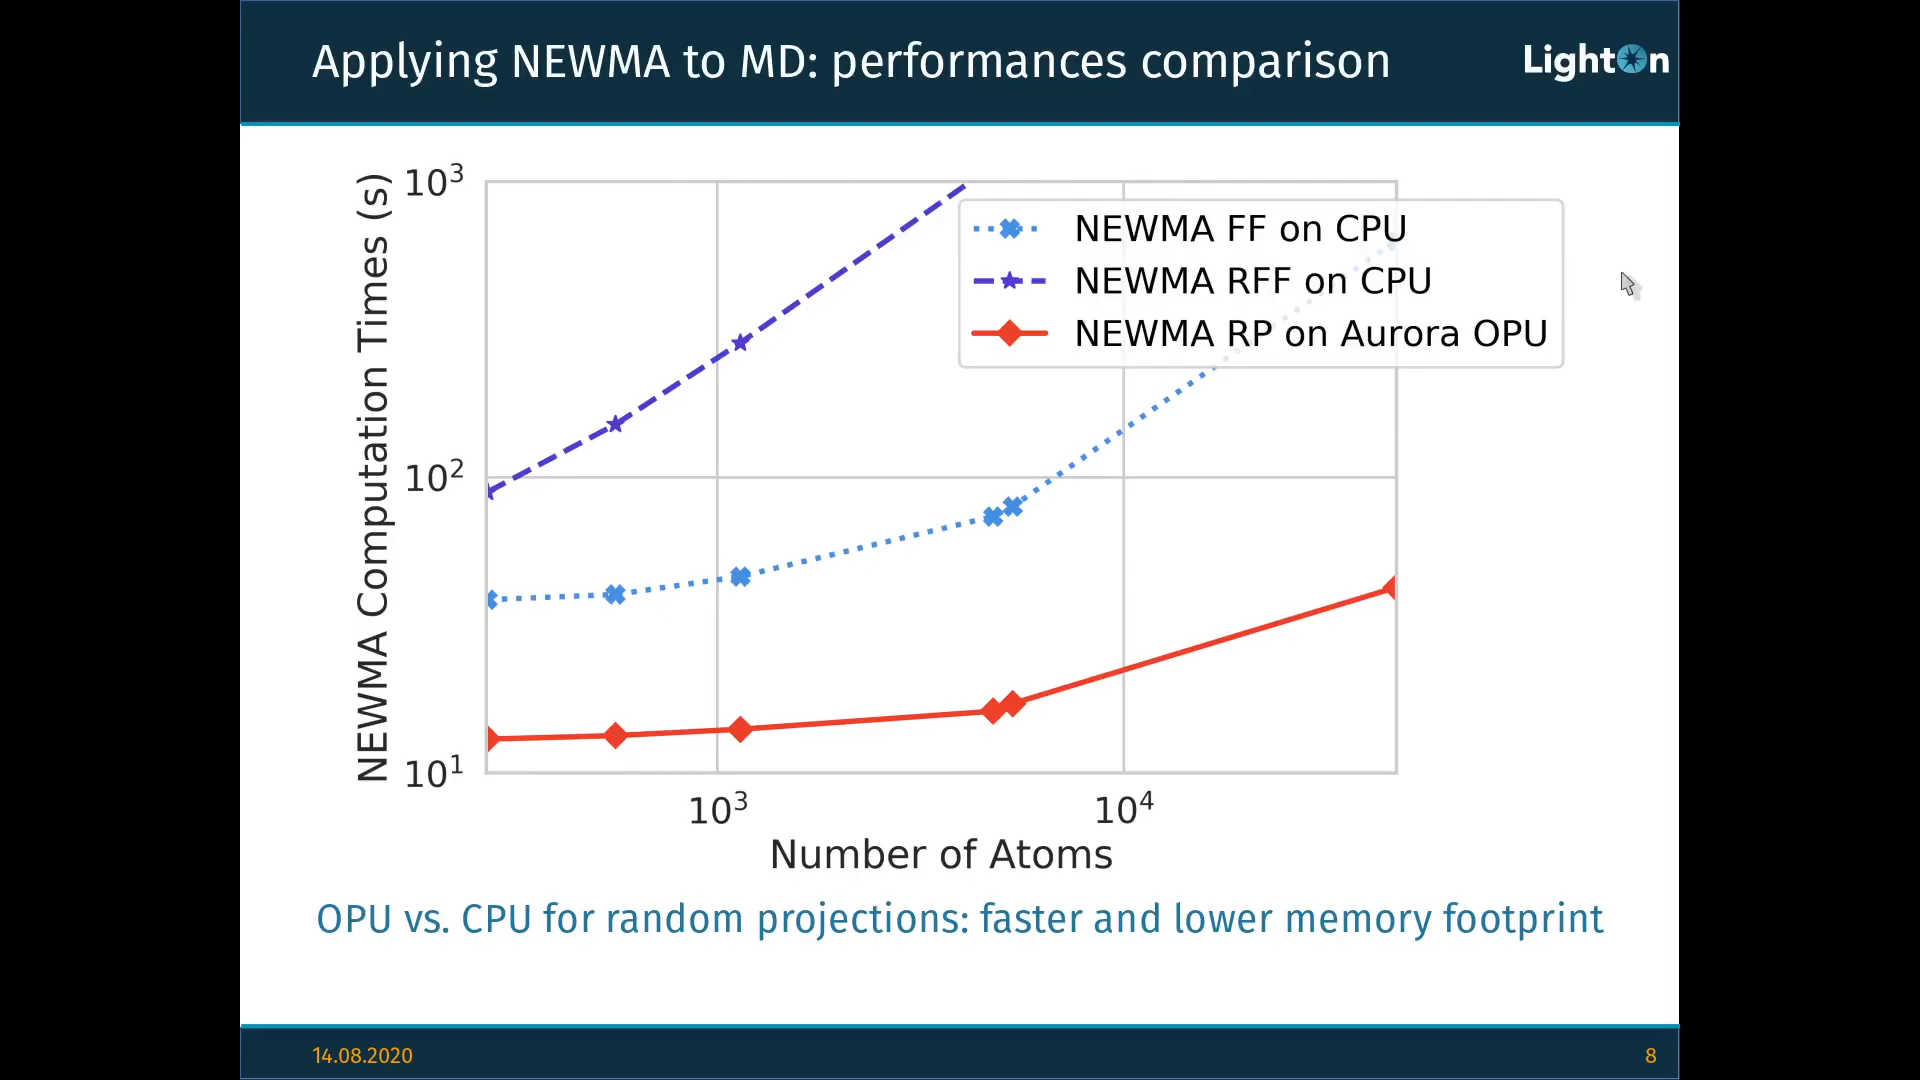 Applying NEWMA to MD: performances comparison
LightOn
NEWMA Computation Times (s)
10³
10²
10¹
NEWMA FF on CPU
NEWMA RFF on CPU
NEWMA RP on Aurora OPU
10³
10⁴
Number of Atoms
OPU vs. CPU for random projections: faster and lower memory footprint
14.08.2020
8